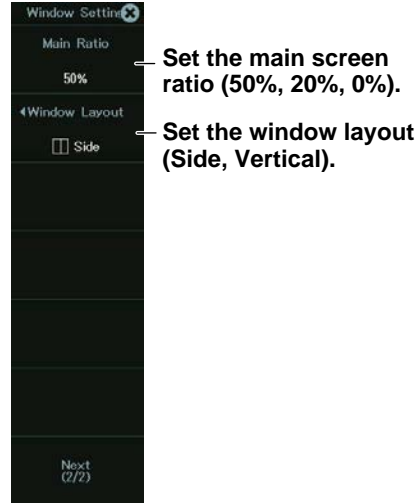 Window Settin
Main Ratio
50%
Window Layout
Side
Next
(2/2)
Set the main screen
ratio (50%, 20%, 0%).
Set the window layout
(Side, Vertical).